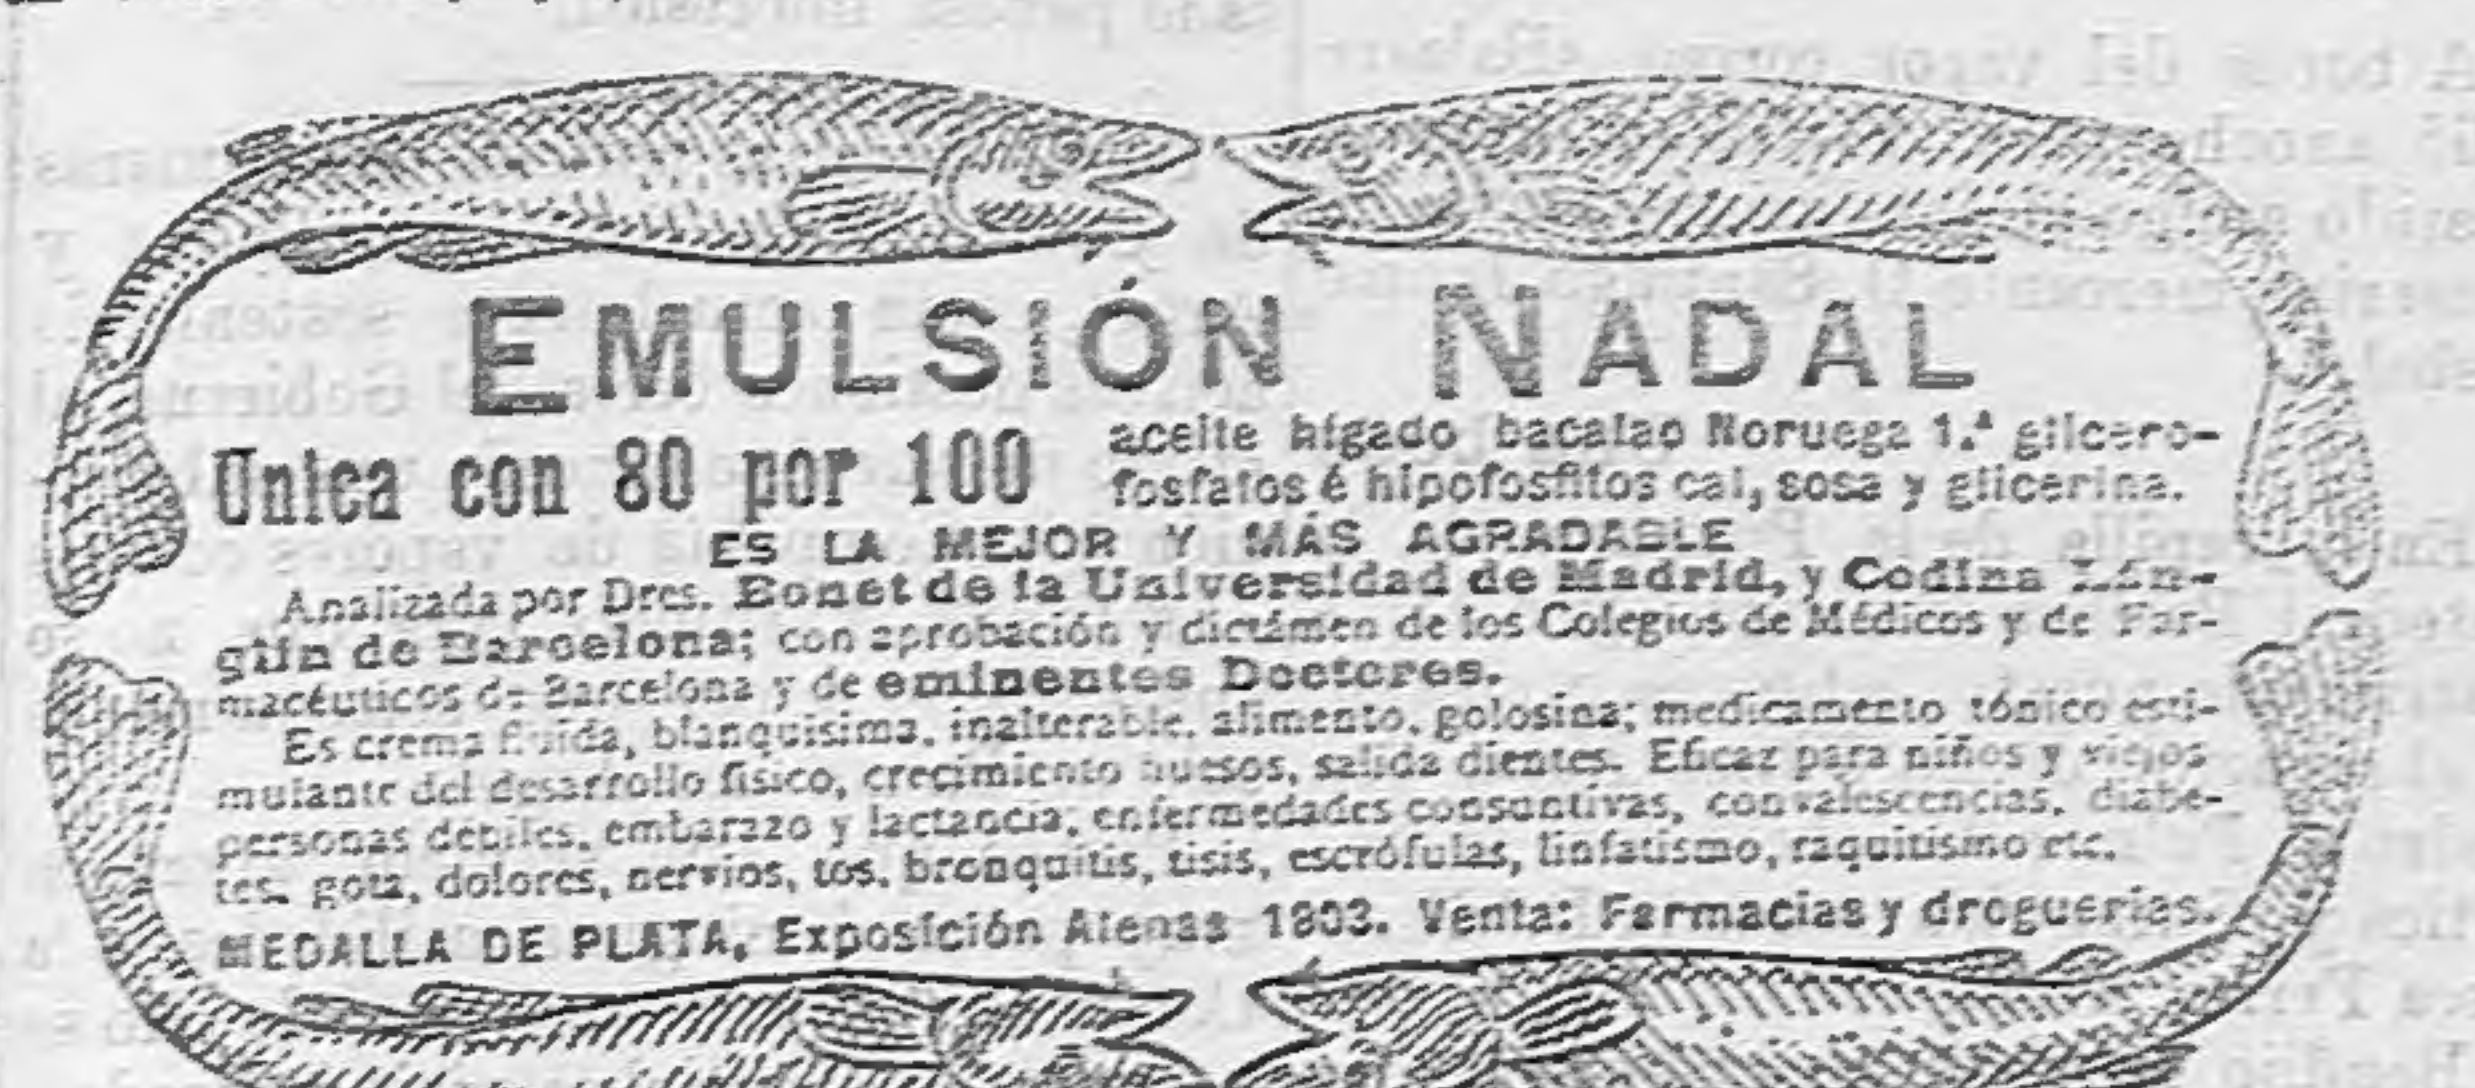 EMULSIÓN NADAL
Unica con 80 por 100
aceite hígado bacalao Noruega 1.ª glicero-
fosfatos é hipofosfitos cal, sosa y glicerina.
ES LA MEJOR Y MÁS AGRADABLE
Analizada por Dres. Bonet de la Universidad de Madrid, y Codina Län-
glin de Barcelona; con aprobación y dictámen de los Colegios de Médicos y de Far-
macéuticos de Barcelona y de eminentes Doctores.
Es crema fluida, blanquisima, inalterable, alimento, golosina; medicamento tónico esti-
mulante del desarrollo físico, crecimiento huesos, salida dientes. Eficaz para niños y viejos
personas debiles, embarazo y lactancia; enfermedades consuntivas, convalescencias, diabe-
tes, gota, dolores, nervios, tos, bronquitis, tisis, escrófulas, linfatismo, raquitismo etc.
MEDALLA DE PLATA, Exposición Atenas 1903. Venta: Farmacias y droguerias.